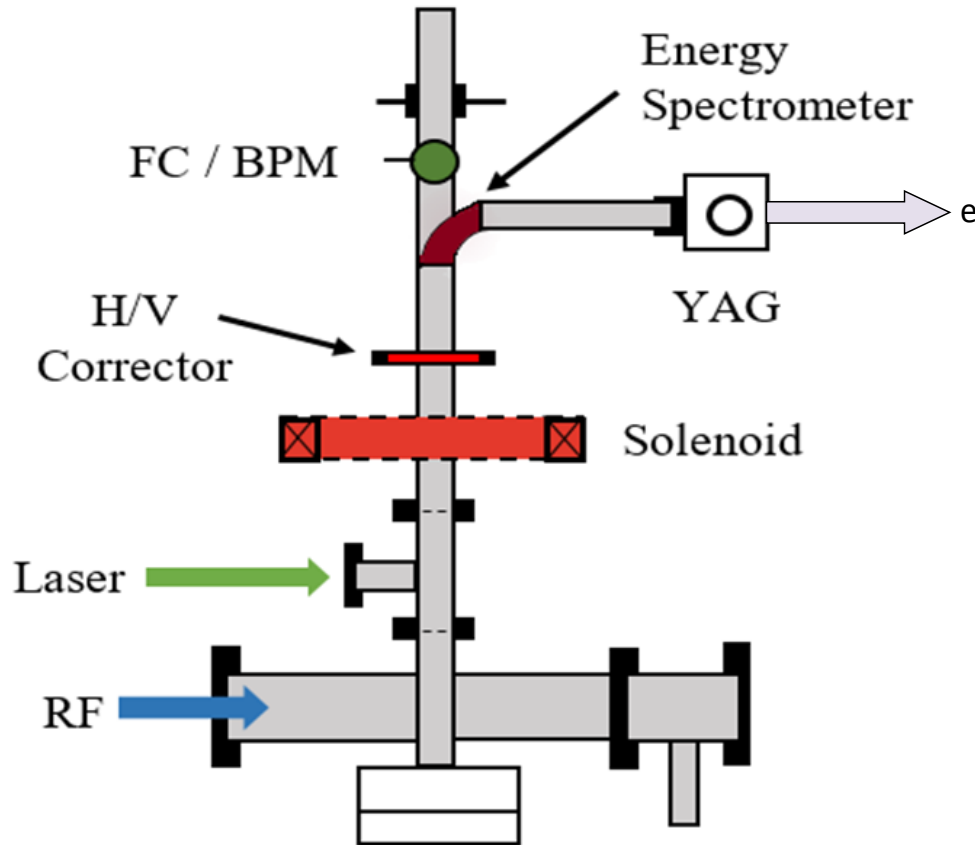 Energy
Spectrometer
FC / BPM
e
YAG
H/V
Corrector
Solenoid
Laser
RF